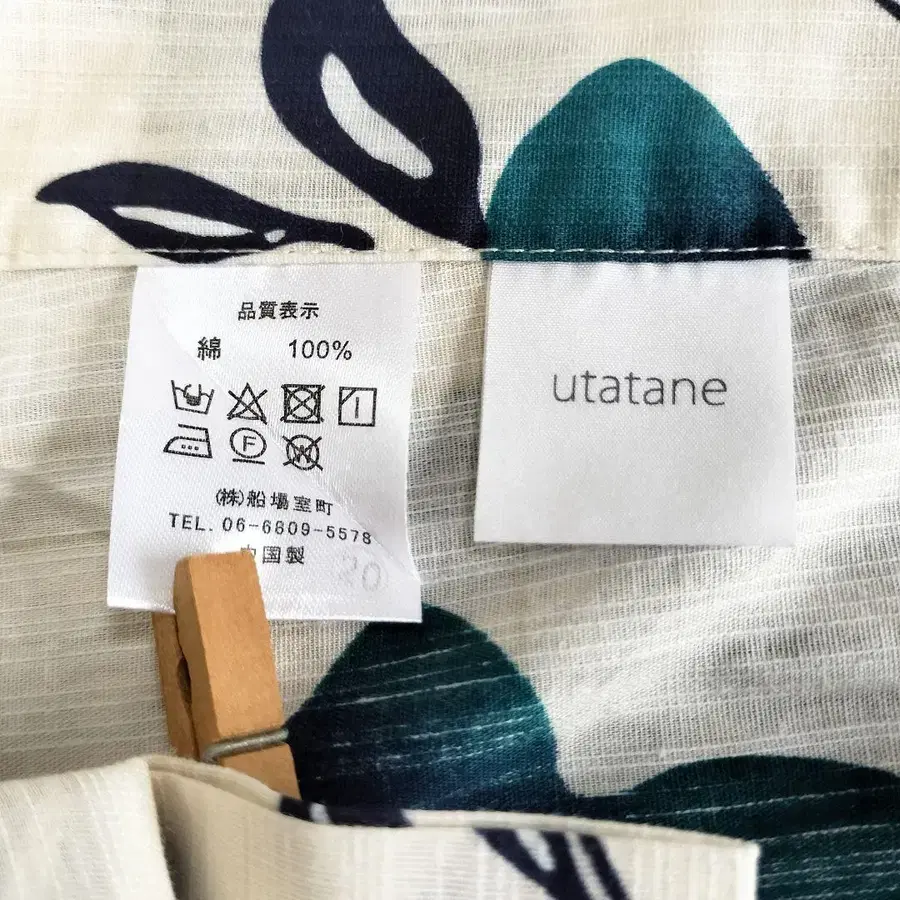 品質表示
綿 100%
F
W
(株)船場室町
TEL. 06-6809-5578
中国製
20
utatane